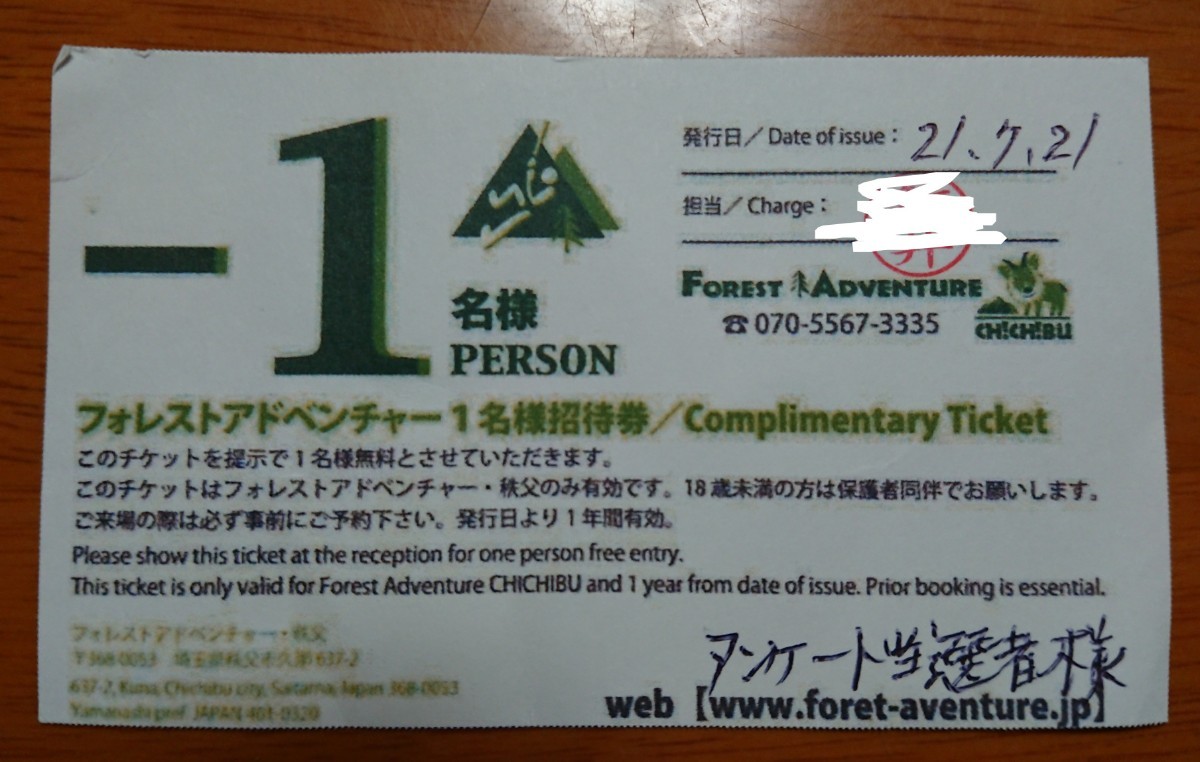 -1
名様
PERSON
発行日／Date of issue： 21.7.21
担当／Charge：
FOREST ADVENTURE
☎070-5567-3335
CH!CH!BU
フォレストアドベンチャー１名様招待券／Complimentary Ticket
このチケットを提示で１名様無料とさせていただきます。
このチケットはフォレストアドベンチャー・秩父のみ有効です。18歳未満の方は保護者同伴でお願いします。
ご来場の際は必ず事前にご予約下さい。発行日より１年間有効。
Please show this ticket at the reception for one person free entry.
This ticket is only valid for Forest Adventure CHICHIBU and 1 year from date of issue. Prior booking is essential.
フォレストアドベンチャー・秩父
〒368-0053 埼玉県秩父市久那 637-2
637-2, Kuna, Chichibu city, Saitama, Japan 368-0053
Yamanashi pref. JAPAN 401-0320
アンケート当選者様
web【www.foret-aventure.jp】